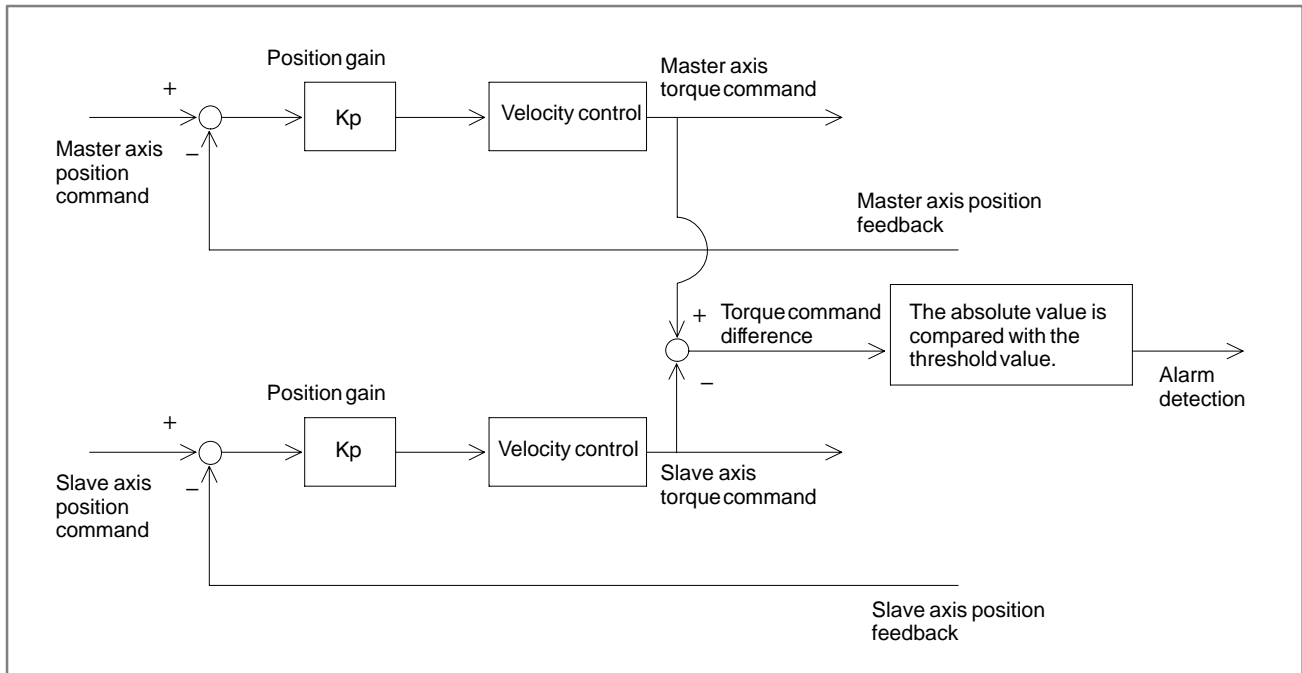 Position gain
Master axis
torque command
+
Kp
Velocity control
Master axis
position
command
−
Master axis position
feedback
+
Torque command
difference
−
The absolute value is
compared with the
threshold value.
Alarm
detection
Position gain
+
Kp
Velocity control
Slave axis
torque command
Slave axis
position
command
−
Slave axis position
feedback